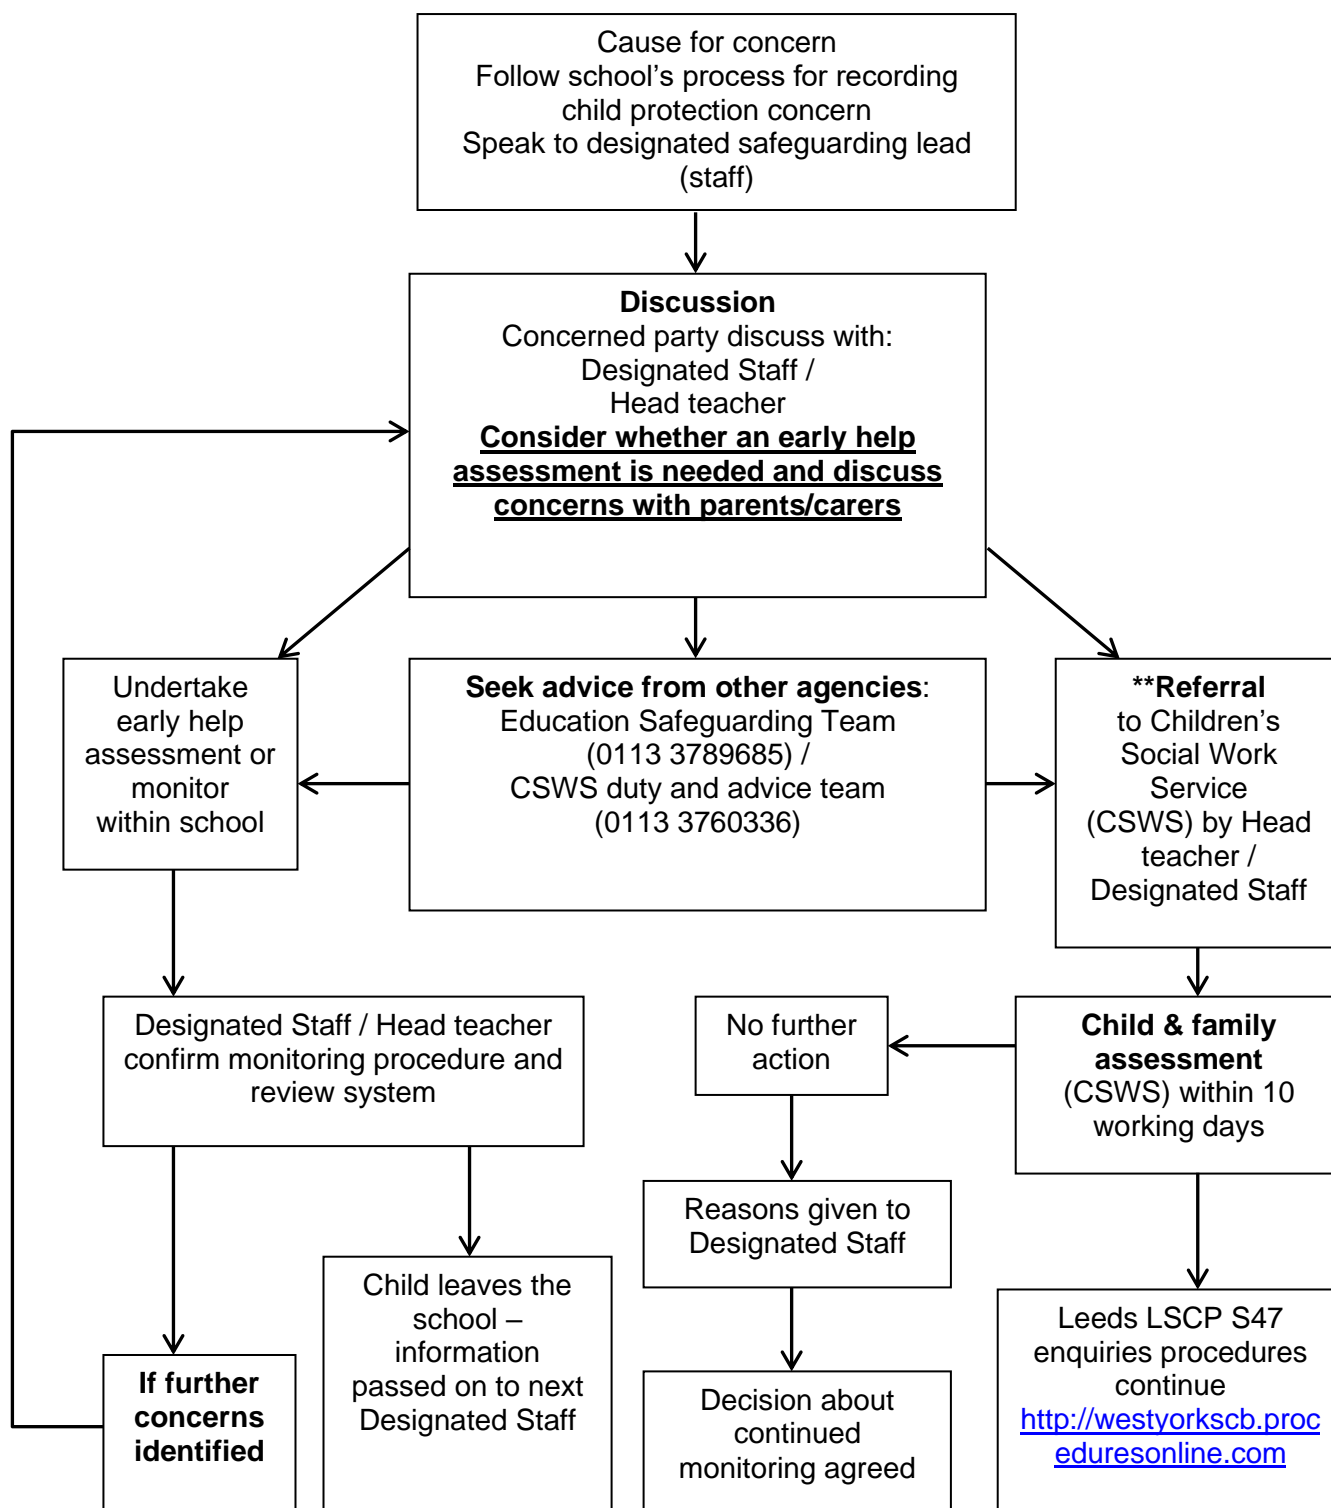 Cause for concern
Follow school’s process for recording
child protection concern
Speak to designated safeguarding lead
(staff)
Discussion
Concerned party discuss with:
Designated Staff /
Head teacher
Consider whether an early help
assessment is needed and discuss
concerns with parents/carers
Undertake
early help
assessment or
monitor
within school
Seek advice from other agencies:
Education Safeguarding Team
(0113 3789685) /
CSWS duty and advice team
(0113 3760336)
**Referral
to Children’s
Social Work
Service
(CSWS) by Head
teacher /
Designated Staff
Designated Staff / Head teacher
confirm monitoring procedure and
review system
No further
action
Child & family
assessment
(CSWS) within 10
working days
Reasons given to
Designated Staff
If further
concerns
identified
Child leaves the
school –
information
passed on to next
Designated Staff
Decision about
continued
monitoring agreed
Leeds LSCP S47
enquiries procedures
continue
http://westyorkscb.proc
eduresonline.com